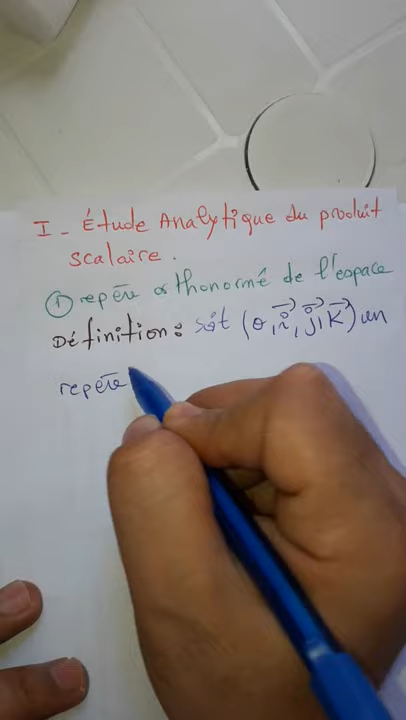 I - Étude Analytique du produit
scalaire.
① repère orthonormé de l'espace
Définition: soit (o, i, j, k) un
repère